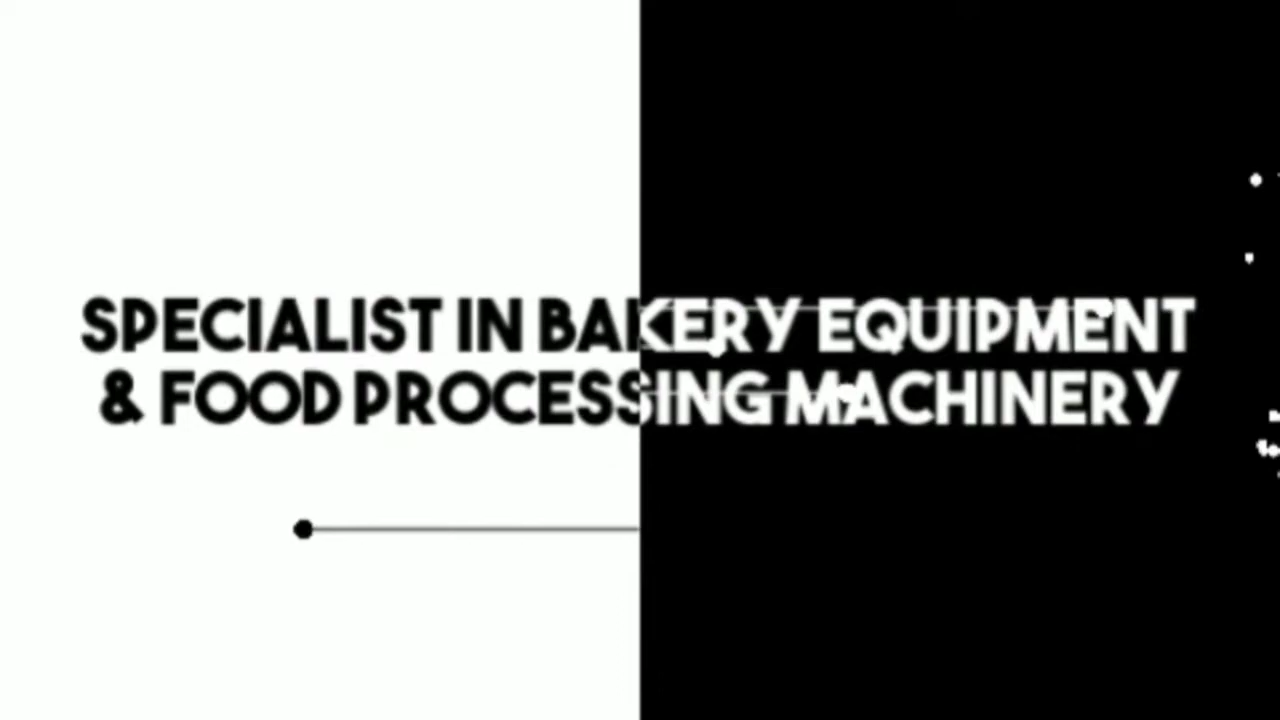 SPECIALIST IN BAKERY EQUIPMENT
& FOOD PROCESSING MACHINERY